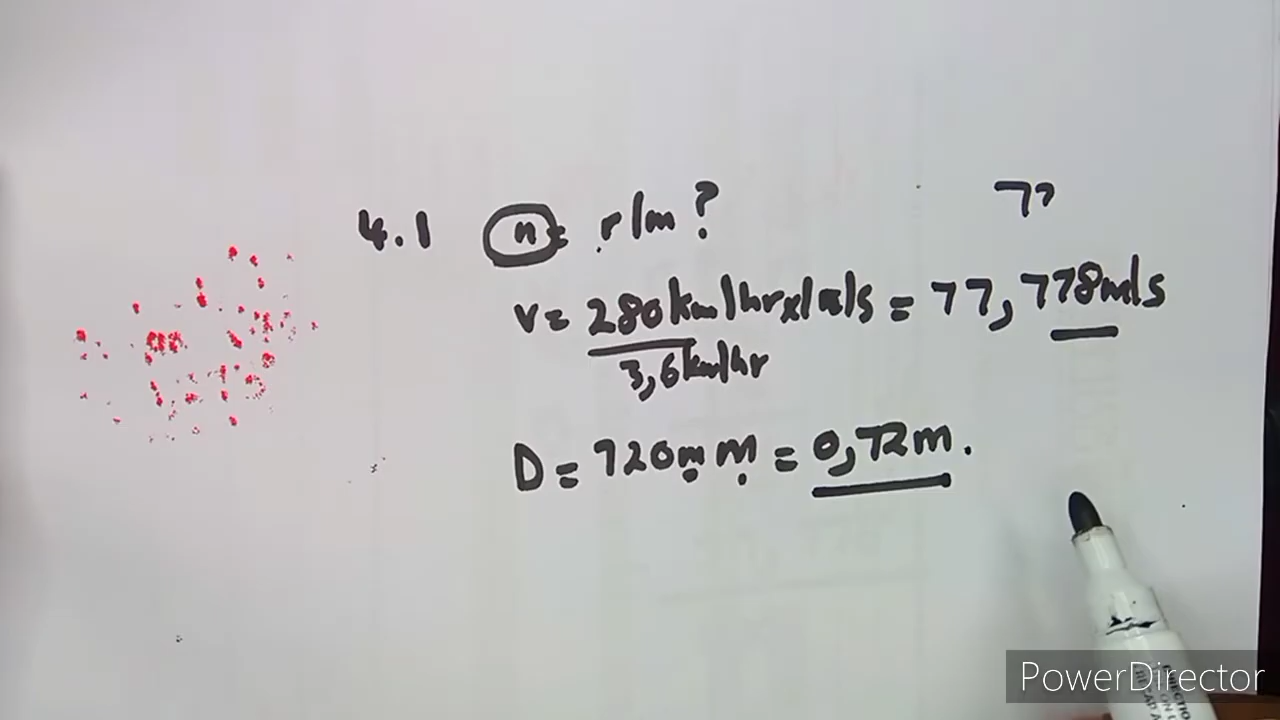 4.1 n= r/m?
77
V= 280km/hr x 1m/s = 77,778m/s
3,6km/hr
D= 720mm = 0,72m.
PowerDirector